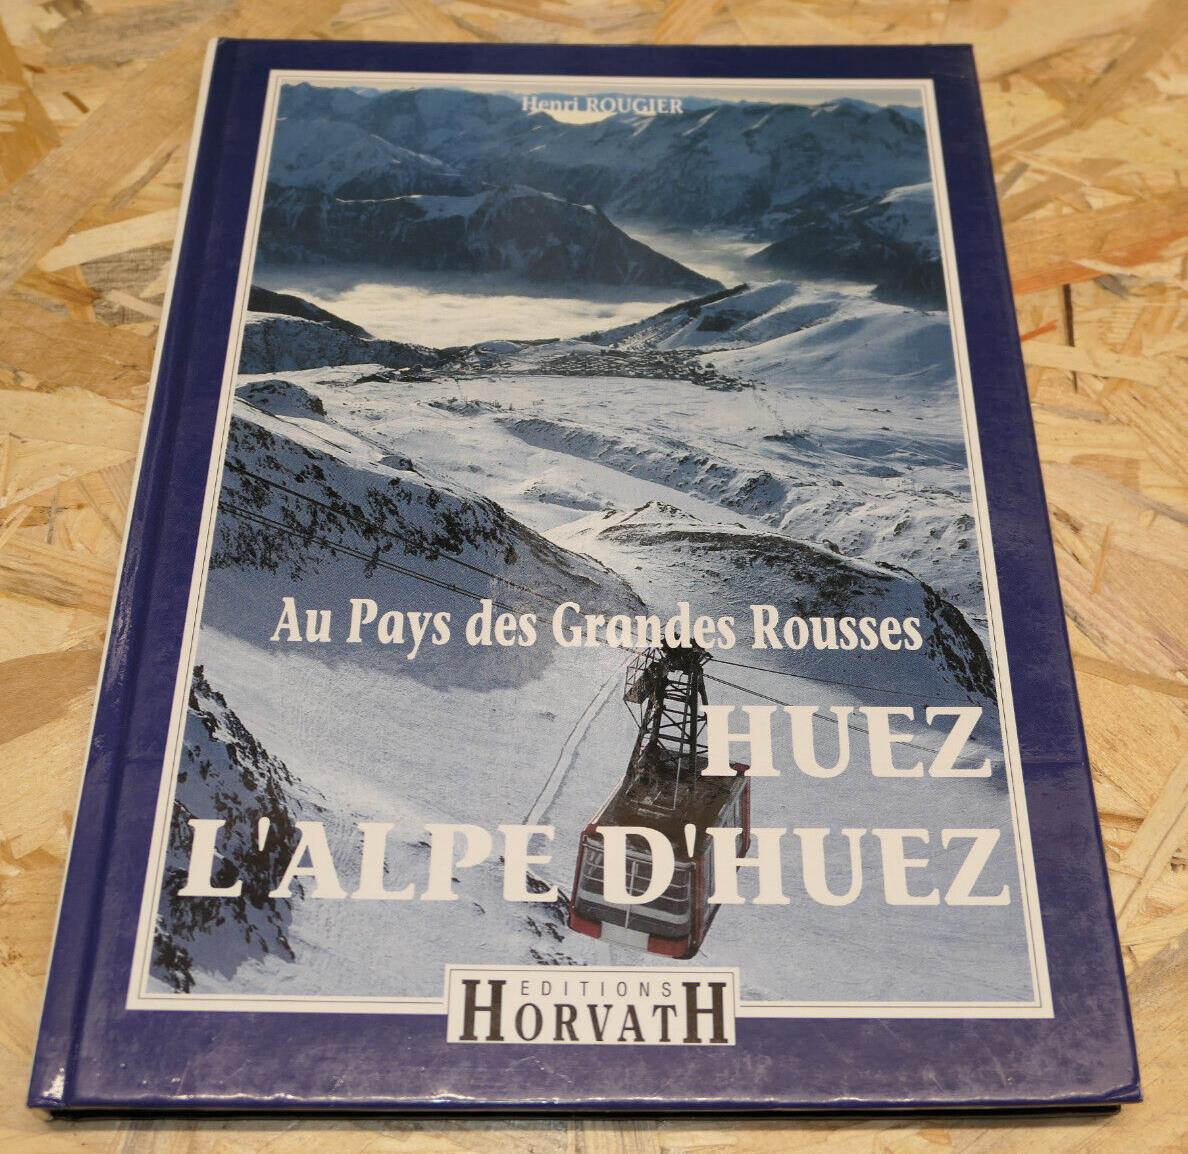 Henri ROUGIER
Au Pays des Grandes Rousses
HUEZ
L'ALPE D'HUEZ
EDITIONS
HORVATH